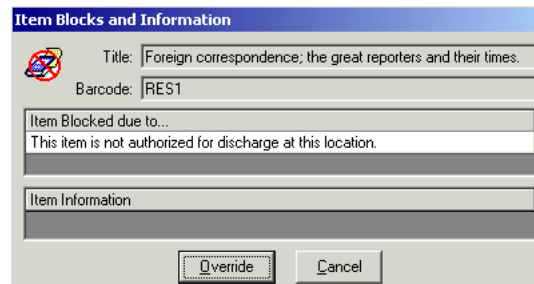 Item Blocks and Information
Title: Foreign correspondence; the great reporters and their times.
Barcode: RES1
Item Blocked due to...
This item is not authorized for discharge at this location.
Item Information
Override Cancel